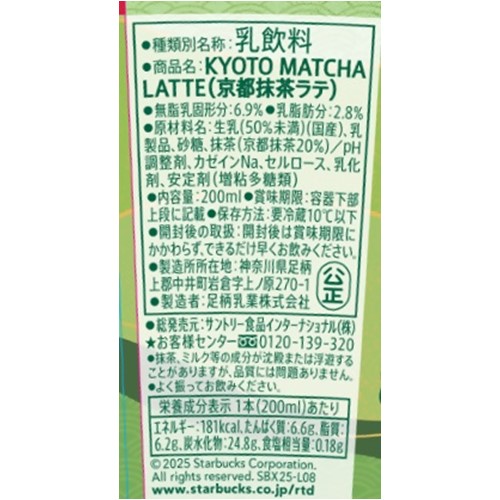 ●種類別名称:乳飲料
●商品名:KYOTO MATCHA
LATTE(京都抹茶ラテ)
●無脂乳固形分:6.9% ●乳脂肪分:2.8%
●原材料名:生乳(50%未満)(国産)、乳
製品、砂糖、抹茶(京都抹茶20%)/pH
調整剤、カゼインNa、セルロース、乳化
剤、安定剤(増粘多糖類)
●内容量:200ml ●賞味期限:容器下部
上段に記載 ●保存方法:要冷蔵10℃以下
●開封後の取扱:開封後は賞味期限に
かかわらず、できるだけ早くお飲みください。
●製造所所在地:神奈川県足柄
上郡中井町岩倉字上ノ原270-1
●製造者:足柄乳業株式会社
公正
●総発売元:サントリー食品インターナショナル(株)
★お客様センター 0120-139-320
●抹茶、ミルク等の成分が沈殿または浮遊する
ことがありますが、品質には問題ありません。
●よく振ってお飲みください。
栄養成分表示 1本(200ml)あたり
エネルギー:181kcal、たんぱく質:6.6g、脂質:
6.2g、炭水化物:24.8g、食塩相当量:0.18g
©2025 Starbucks Corporation.
All rights reserved. SBX25-L08
www.starbucks.co.jp/rtd